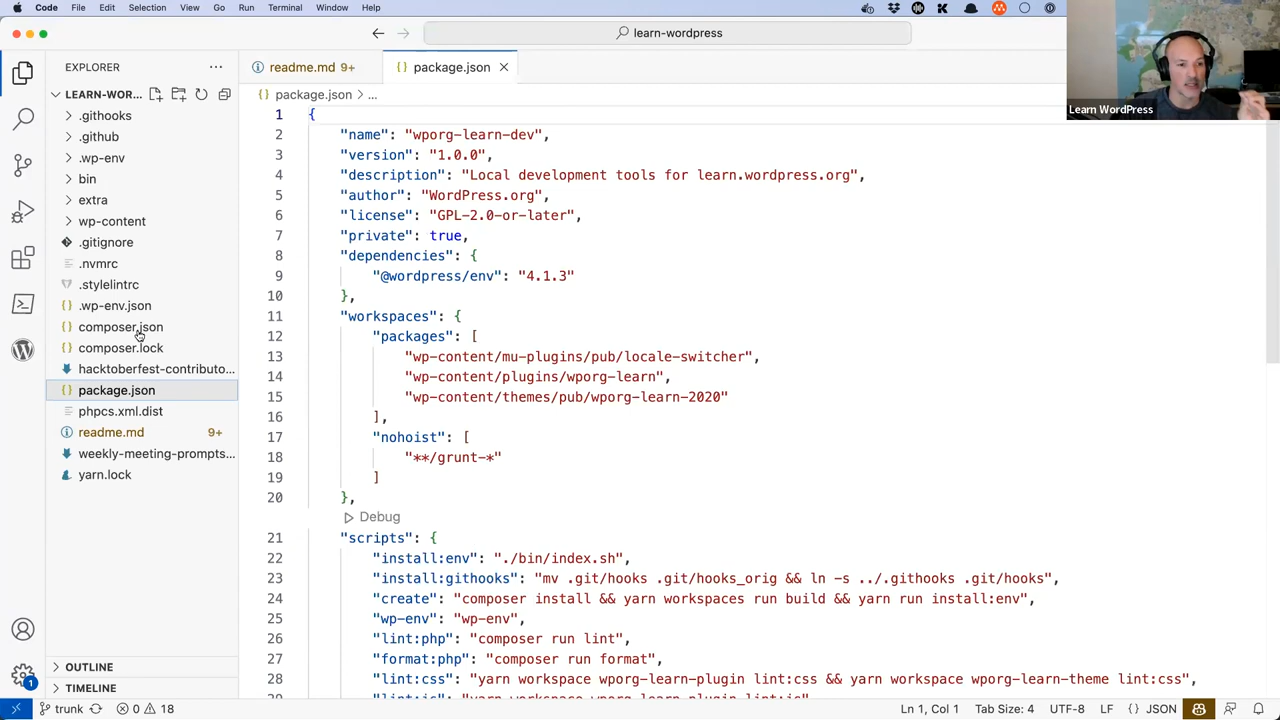 Code File Edit Selection View Go Run Terminal Window Help
learn-wordpress
Learn WordPress
EXPLORER
LEARN-WOR...
.githooks
.github
.wp-env
bin
extra
wp-content
.gitignore
.nvmrc
.stylelintrc
.wp-env.json
composer.json
composer.lock
hacktoberfest-contributo...
package.json
phpcs.xml.dist
readme.md 9+
weekly-meeting-prompts...
yarn.lock
OUTLINE
TIMELINE
readme.md 9+
package.json
package.json > ...
1 {
2 "name": "wporg-learn-dev",
3 "version": "1.0.0",
4 "description": "Local development tools for learn.wordpress.org",
5 "author": "WordPress.org",
6 "license": "GPL-2.0-or-later",
7 "private": true,
8 "dependencies": {
9 "@wordpress/env": "4.1.3"
10 },
11 "workspaces": {
12 "packages": [
13 "wp-content/mu-plugins/pub/locale-switcher",
14 "wp-content/plugins/wporg-learn",
15 "wp-content/themes/pub/wporg-learn-2020"
16 ],
17 "nohoist": [
18 "**/grunt-*"
19 ]
20 },
Debug
21 "scripts": {
22 "install:env": "./bin/index.sh",
23 "install:githooks": "mv .git/hooks .git/hooks_orig && ln -s ../.githooks .git/hooks",
24 "create": "composer install && yarn workspaces run build && yarn run install:env",
25 "wp-env": "wp-env",
26 "lint:php": "composer run lint",
27 "format:php": "composer run format",
28 "lint:css": "yarn workspace wporg-learn-plugin lint:css && yarn workspace wporg-learn-theme lint:css",
1
trunk 0 18
Ln 1, Col 1 Tab Size: 4 UTF-8 LF {} JSON